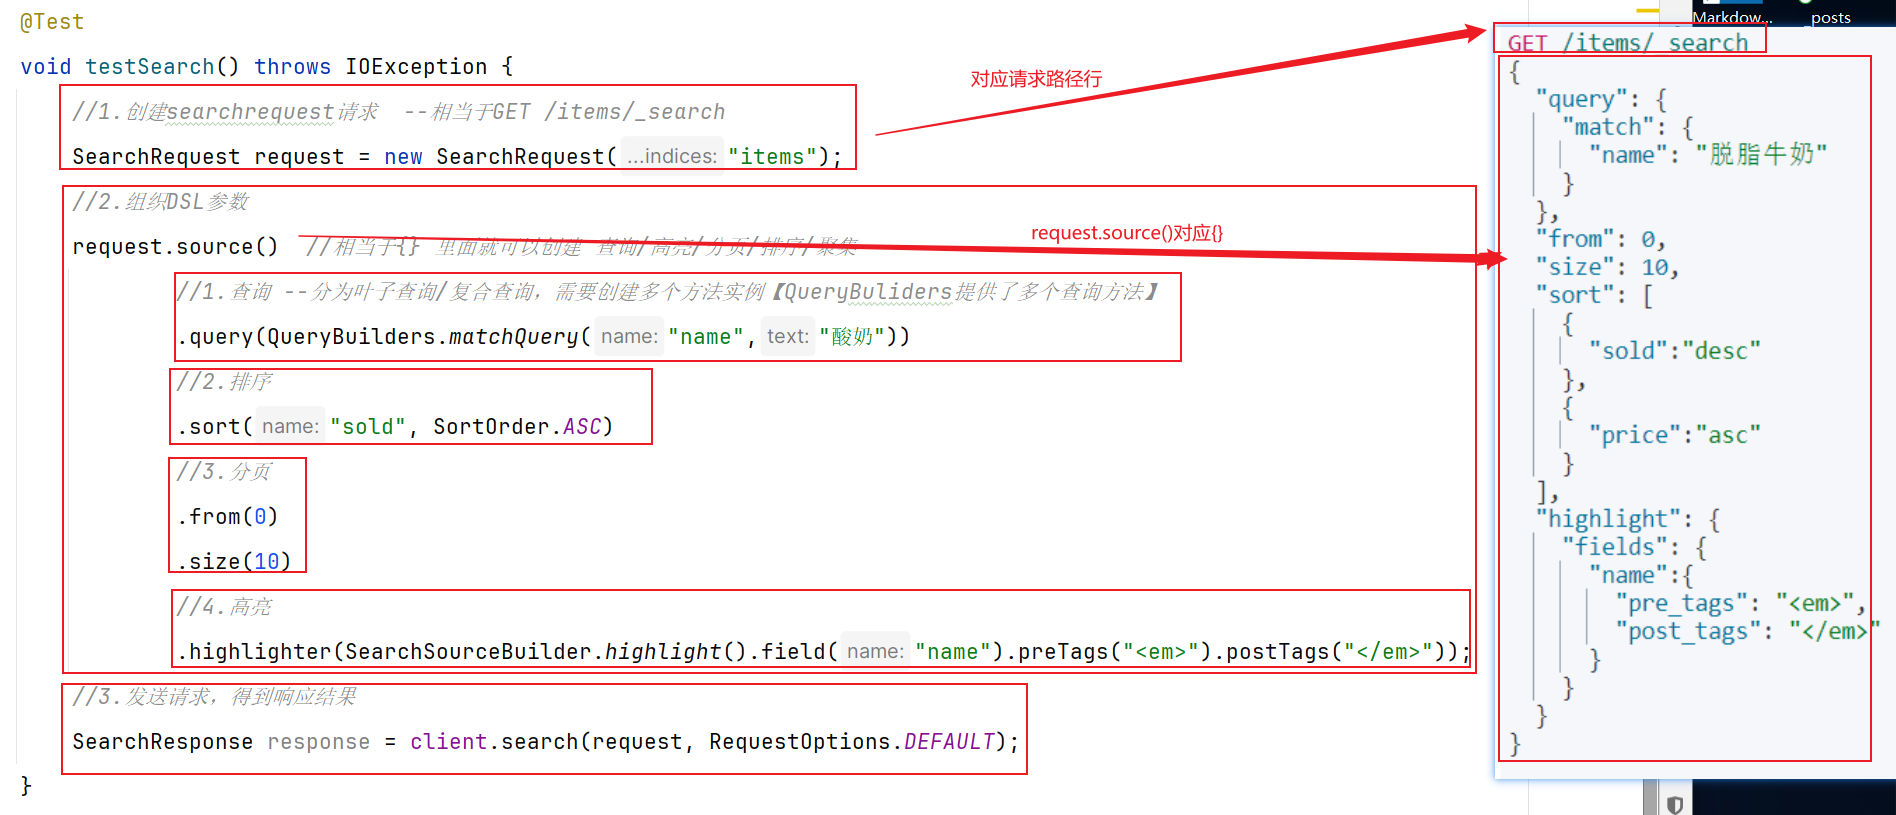 @Test
void testSearch() throws IOException {
//1.创建searchrequest请求  --相当于GET /items/_search
SearchRequest request = new SearchRequest( ...indices: "items");
//2.组织DSL参数
request.source()  //相当于{} 里面就可以创建 查询/高亮/分页/排序/聚集
//1.查询 --分为叶子查询/复合查询，需要创建多个方法实例【QueryBuliders提供了多个查询方法】
.query(QueryBuilders.matchQuery( name: "name", text: "酸奶"))
//2.排序
.sort( name: "sold", SortOrder.ASC)
//3.分页
.from(0)
.size(10)
//4.高亮
.highlighter(SearchSourceBuilder.highlight().field( name: "name").preTags("<em>").postTags("</em>"));
//3.发送请求，得到响应结果
SearchResponse response = client.search(request, RequestOptions.DEFAULT);
}
对应请求路径行
request.source()对应{}
Markdow...
_posts
GET /items/_search
{
"query": {
"match": {
"name": "脱脂牛奶"
}
},
"from": 0,
"size": 10,
"sort": [
{
"sold":"desc"
},
{
"price":"asc"
}
],
"highlight": {
"fields": {
"name":{
"pre_tags": "<em>",
"post_tags": "</em>"
}
}
}
}